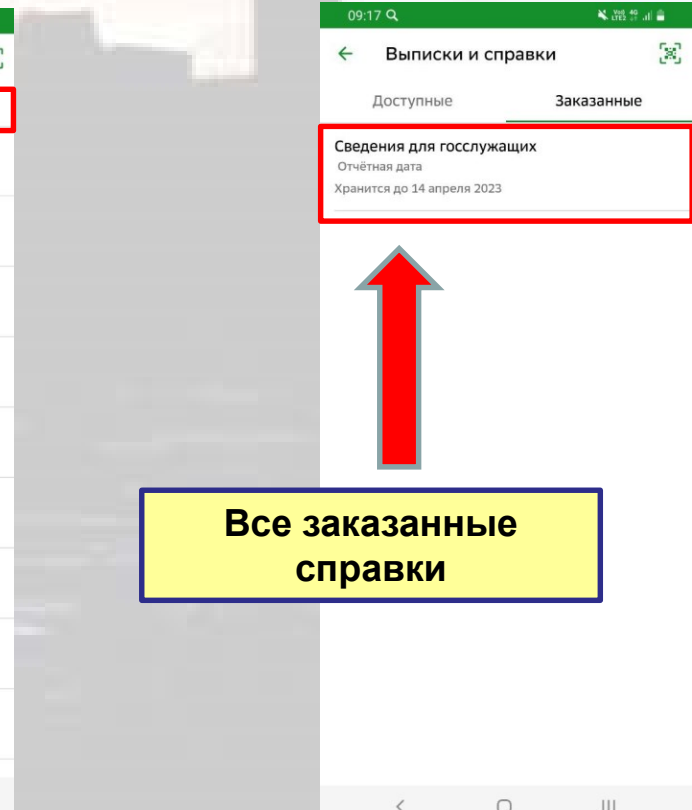 09:17
Выписки и справки
Доступные Заказанные
Сведения для госслужащих
Отчётная дата
Хранится до 14 апреля 2023
Все заказанные
справки